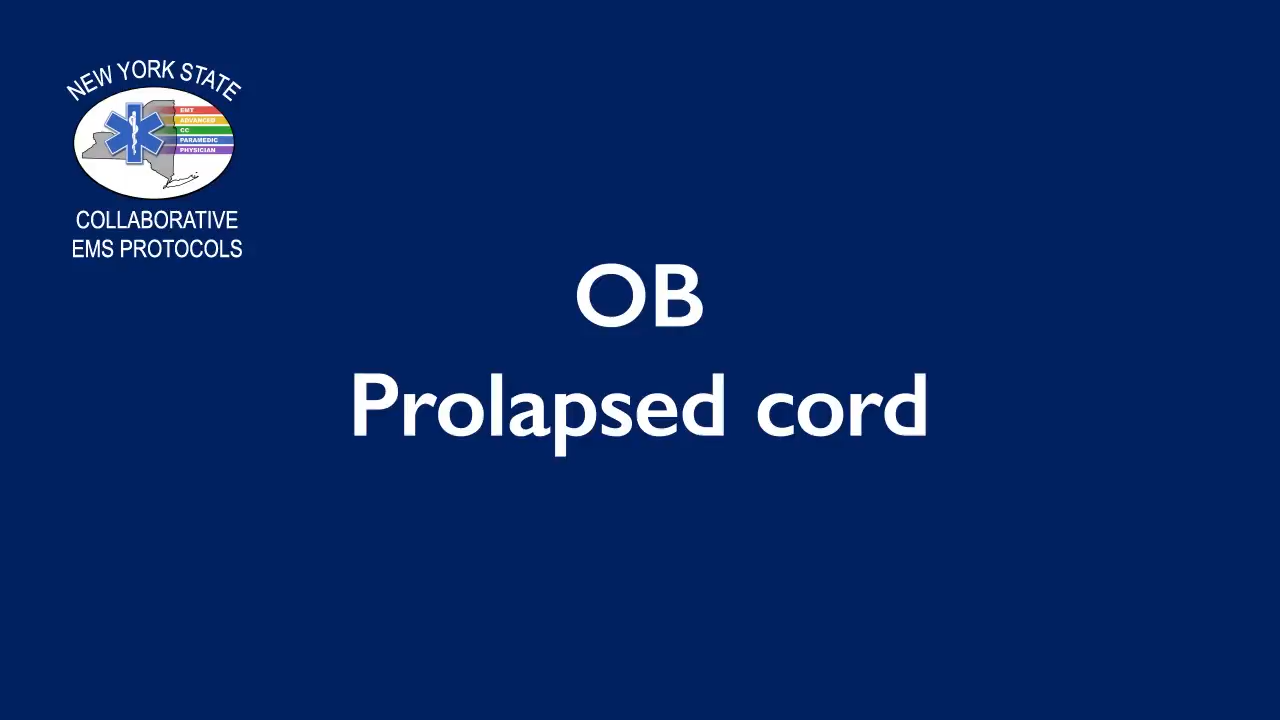 NEW YORK STATE
EMT
ADVANCED
CC
PARAMEDIC
PHYSICIAN
COLLABORATIVE
EMS PROTOCOLS
OB
Prolapsed cord